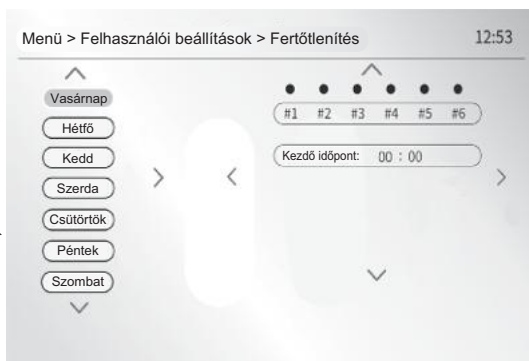 Menü > Felhasználói beállítások > Fertőtlenítés 12:53
Vasárnap
Hétfő
Kedd
Szerda
Csütörtök
Péntek
Szombat
#1 #2 #3 #4 #5 #6
Kezdő időpont: 00 : 00